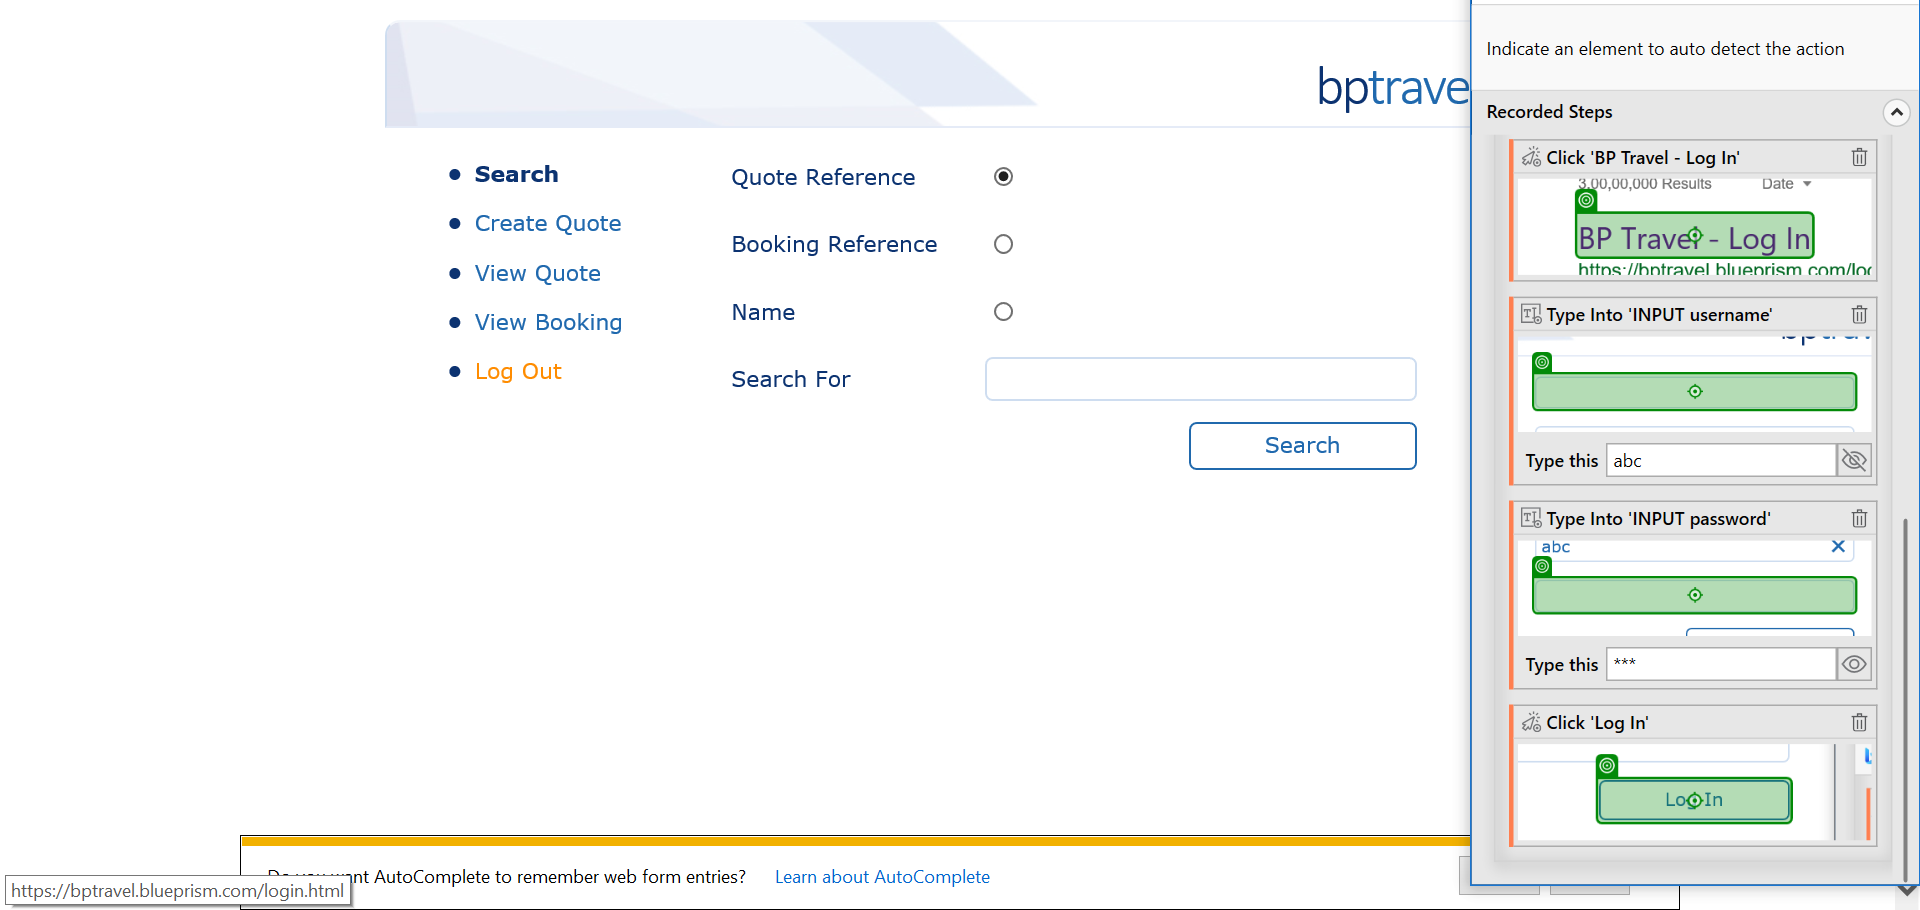 bptrave
Search
Create Quote
View Quote
View Booking
Log Out
Quote Reference
Booking Reference
Name
Search For
Search
Do you want AutoComplete to remember web form entries? Learn about AutoComplete
https://bptravel.blueprism.com/login.html
Indicate an element to auto detect the action
Recorded Steps
Click 'BP Travel - Log In'
3,00,00,000 Results Date
BP Travel - Log In
https://bptravel.blueprism.com/log
Type Into 'INPUT username'
Type this abc
Type Into 'INPUT password'
abc
Type this ***
Click 'Log In'
Log In